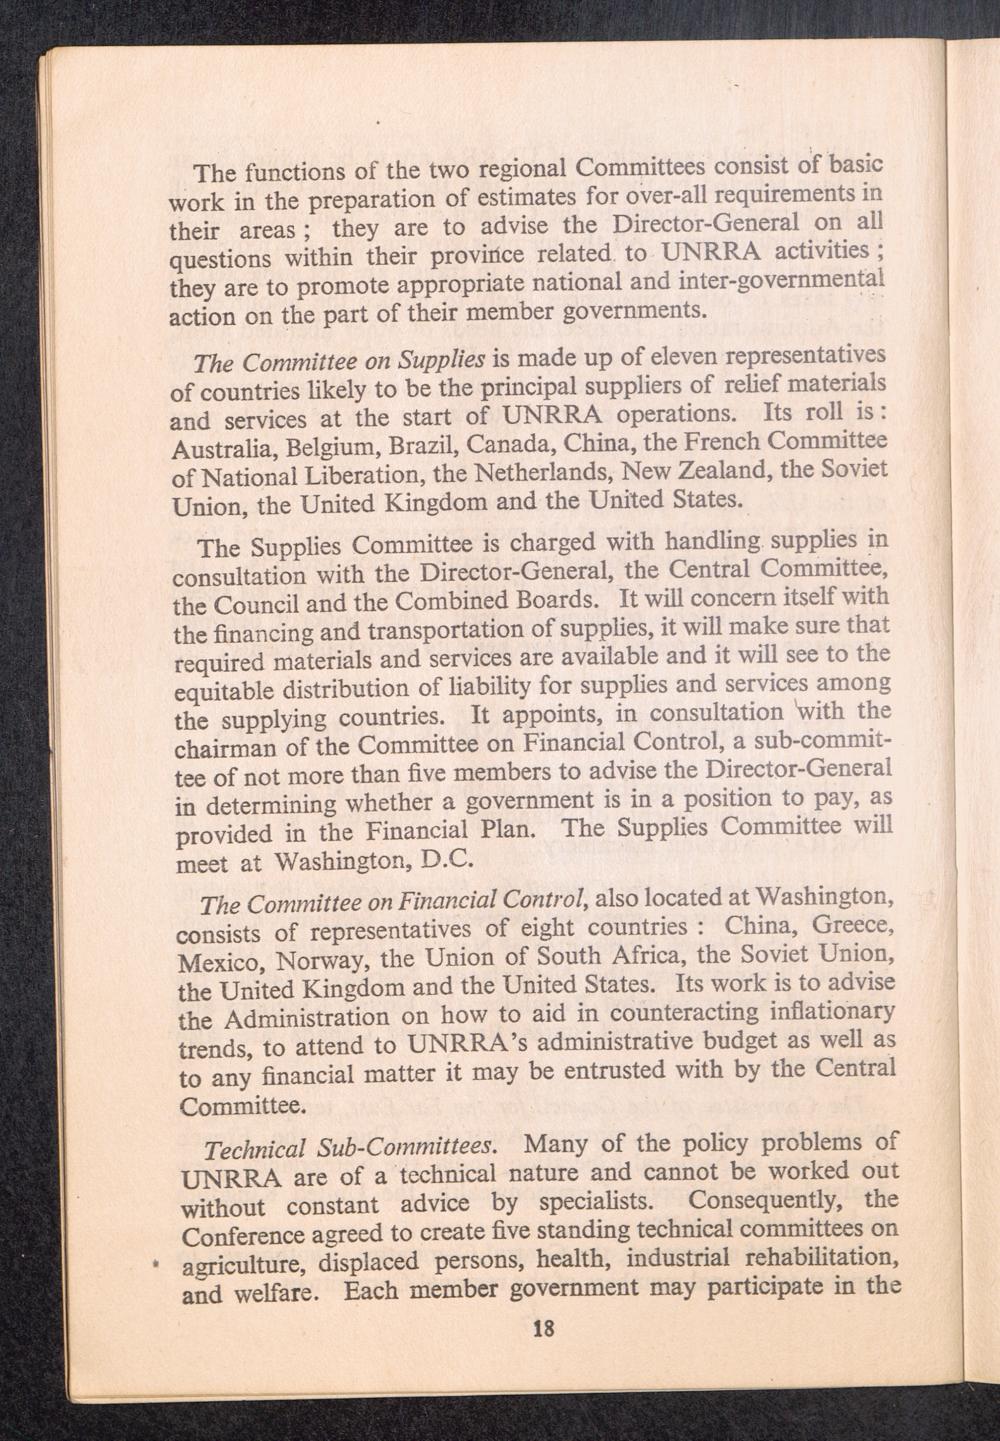 The functions of the two regional Committees consist of basic
work in the preparation of estimates for over-all requirements in
their areas ; they are to advise the Director-General on all
questions within their province related to UNRRA activities ;
they are to promote appropriate national and inter-governmental
action on the part of their member governments.
The Committee on Supplies is made up of eleven representatives
of countries likely to be the principal suppliers of relief materials
and services at the start of UNRRA operations. Its roll is :
Australia, Belgium, Brazil, Canada, China, the French Committee
of National Liberation, the Netherlands, New Zealand, the Soviet
Union, the United Kingdom and the United States.
The Supplies Committee is charged with handling supplies in
consultation with the Director-General, the Central Committee,
the Council and the Combined Boards. It will concern itself with
the financing and transportation of supplies, it will make sure that
required materials and services are available and it will see to the
equitable distribution of liability for supplies and services among
the supplying countries. It appoints, in consultation with the
chairman of the Committee on Financial Control, a sub-commit-
tee of not more than five members to advise the Director-General
in determining whether a government is in a position to pay, as
provided in the Financial Plan. The Supplies Committee will
meet at Washington, D.C.
The Committee on Financial Control, also located at Washington,
consists of representatives of eight countries : China, Greece,
Mexico, Norway, the Union of South Africa, the Soviet Union,
the United Kingdom and the United States. Its work is to advise
the Administration on how to aid in counteracting inflationary
trends, to attend to UNRRA's administrative budget as well as
to any financial matter it may be entrusted with by the Central
Committee.
Technical Sub-Committees. Many of the policy problems of
UNRRA are of a technical nature and cannot be worked out
without constant advice by specialists. Consequently, the
Conference agreed to create five standing technical committees on
agriculture, displaced persons, health, industrial rehabilitation,
and welfare. Each member government may participate in the
18